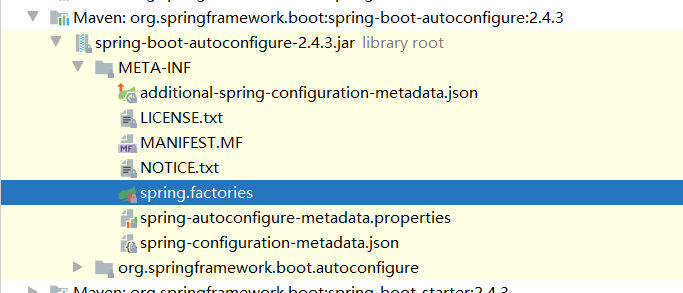 Maven: org.springframework.boot:spring-boot-autoconfigure:2.4.3
spring-boot-autoconfigure-2.4.3.jar library root
META-INF
additional-spring-configuration-metadata.json
LICENSE.txt
MANIFEST.MF
NOTICE.txt
spring.factories
spring-autoconfigure-metadata.properties
spring-configuration-metadata.json
org.springframework.boot.autoconfigure
Maven: org.springframework.boot:spring-boot-starter:2.4.3